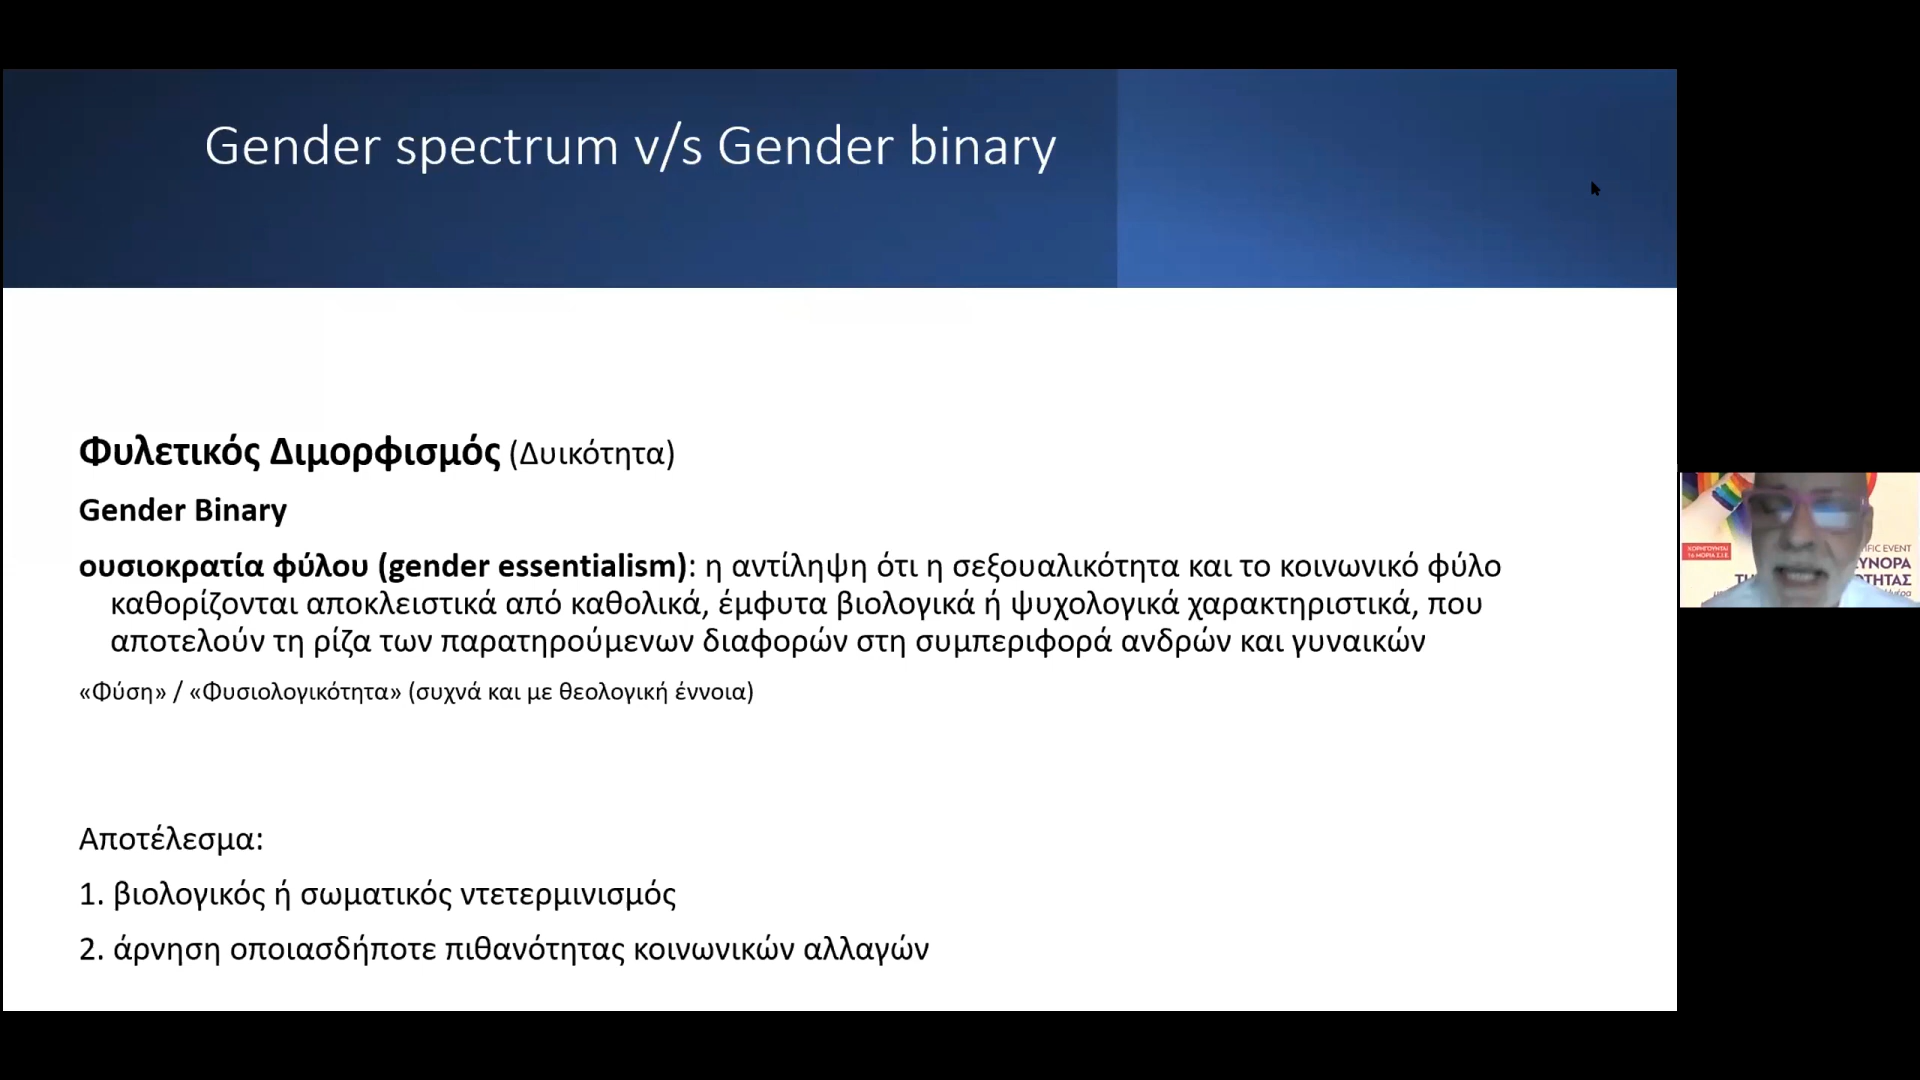 Gender spectrum v/s Gender binary
Φυλετικός Διμορφισμός (Δυικότητα)
Gender Binary
ουσιοκρατία φύλου (gender essentialism): η αντίληψη ότι η σεξουαλικότητα και το κοινωνικό φύλο
καθορίζονται αποκλειστικά από καθολικά, έμφυτα βιολογικά ή ψυχολογικά χαρακτηριστικά, που
αποτελούν τη ρίζα των παρατηρούμενων διαφορών στη συμπεριφορά ανδρών και γυναικών
«Φύση» / «Φυσιολογικότητα» (συχνά και με θεολογική έννοια)
Αποτέλεσμα:
1. βιολογικός ή σωματικός ντετερμινισμός
2. άρνηση οποιασδήποτε πιθανότητας κοινωνικών αλλαγών
ΧΟΡΗΓΟΥΝΤΑΙ
EVENT